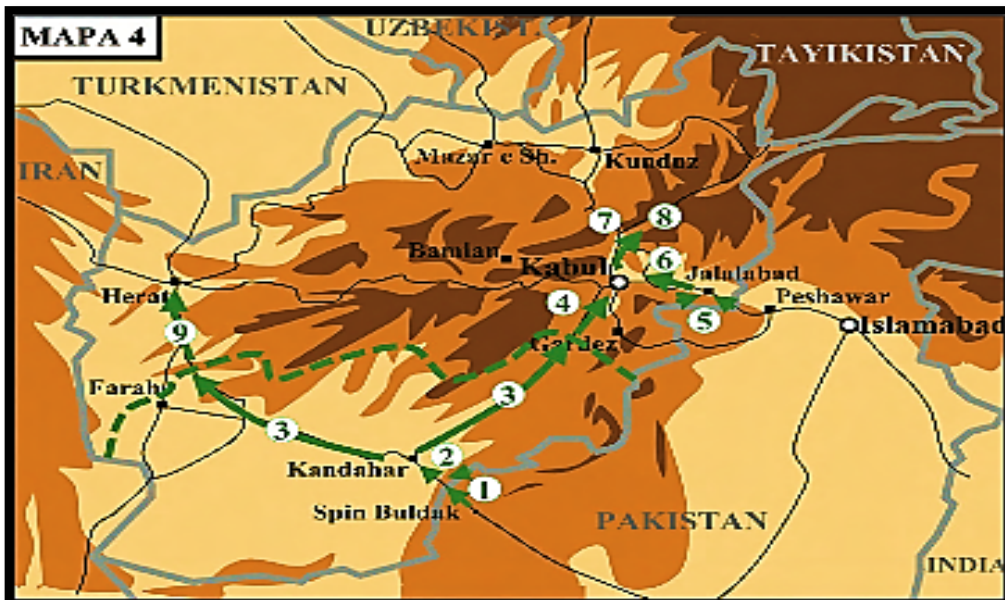 MAPA 4
UZBEKIST.
TAYIKISTAN
TURKMENISTAN
IRAN
Mazar e Sh.
Kunduz
7
8
Bamian
Kabul
6
Jalalabad
Herat
4
5
Peshawar
Islamabad
9
Gardez
Farah
3
3
Kandahar
2
1
Spin Buldak
PAKISTAN
INDIA